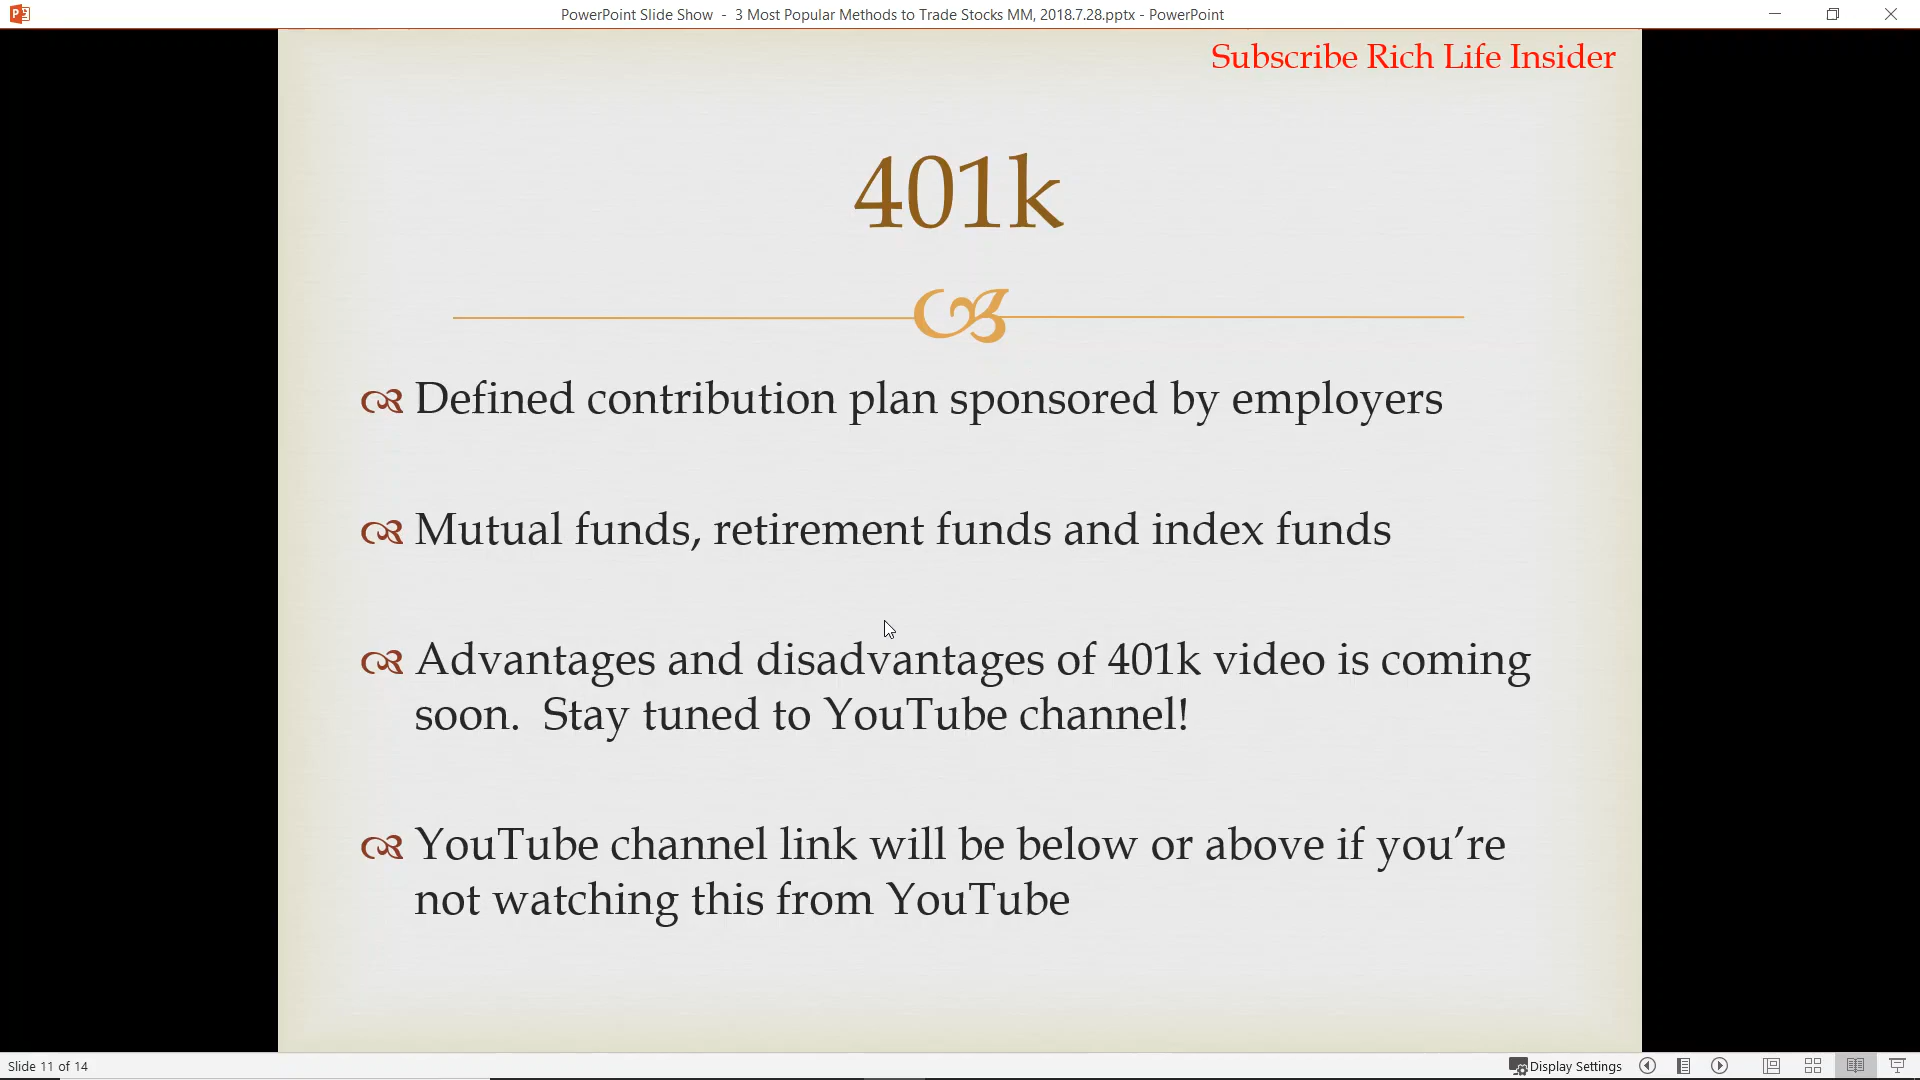 PowerPoint Slide Show - 3 Most Popular Methods to Trade Stocks MM, 2018.7.28.pptx - PowerPoint
Subscribe Rich Life Insider
401k
Defined contribution plan sponsored by employers
Mutual funds, retirement funds and index funds
Advantages and disadvantages of 401k video is coming
soon.  Stay tuned to YouTube channel!
YouTube channel link will be below or above if you’re
not watching this from YouTube
Slide 11 of 14
Display Settings